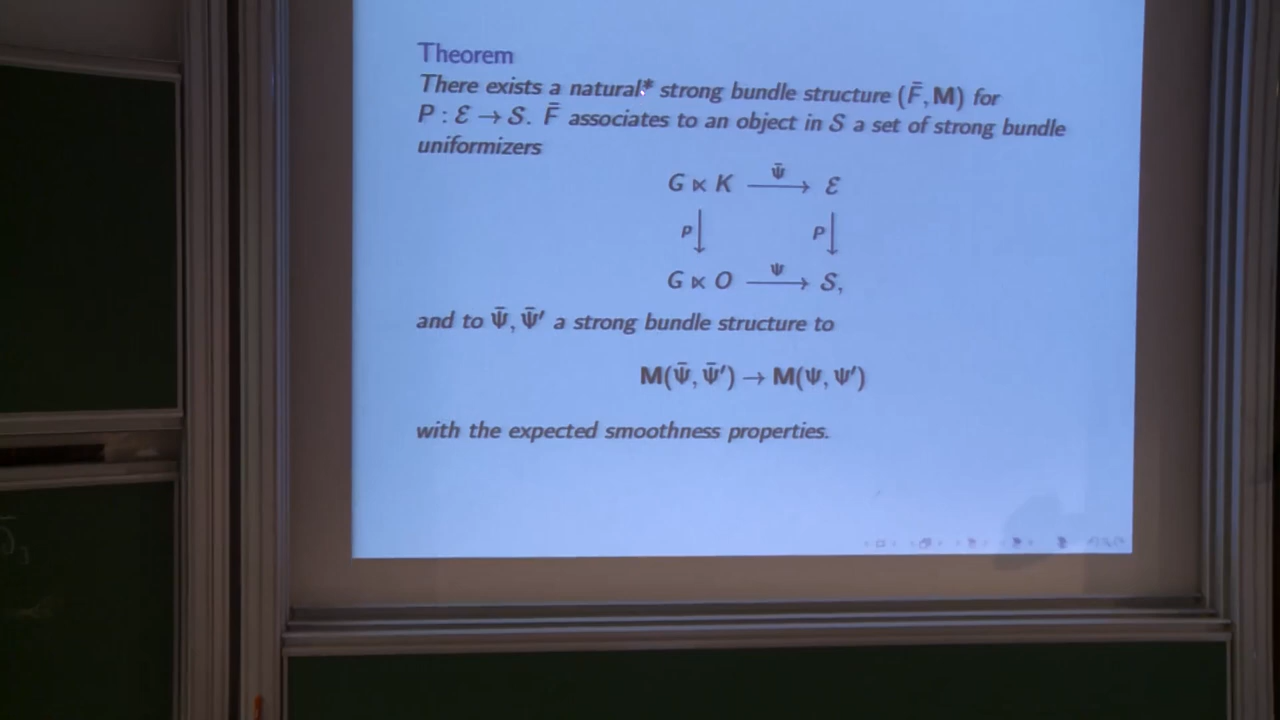 Theorem
There exists a natural* strong bundle structure (F̄, M) for
P : ℰ → S. F̄ associates to an object in S a set of strong bundle
uniformizers
G ⋉ K —Ψ̄→ ℰ
P↓ P↓
G ⋉ O —Ψ→ S,
and to Ψ̄, Ψ̄′ a strong bundle structure to
M(Ψ̄, Ψ̄′) → M(Ψ, Ψ′)
with the expected smoothness properties.